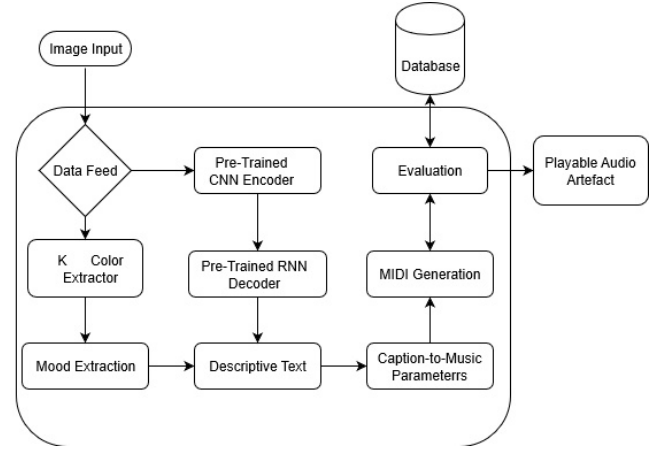 Image Input
Database
Data Feed
Pre-Trained
CNN Encoder
Evaluation
Playable Audio
Artefact
K Color
Extractor
Pre-Trained RNN
Decoder
MIDI Generation
Mood Extraction
Descriptive Text
Caption-to-Music
Parameterrs